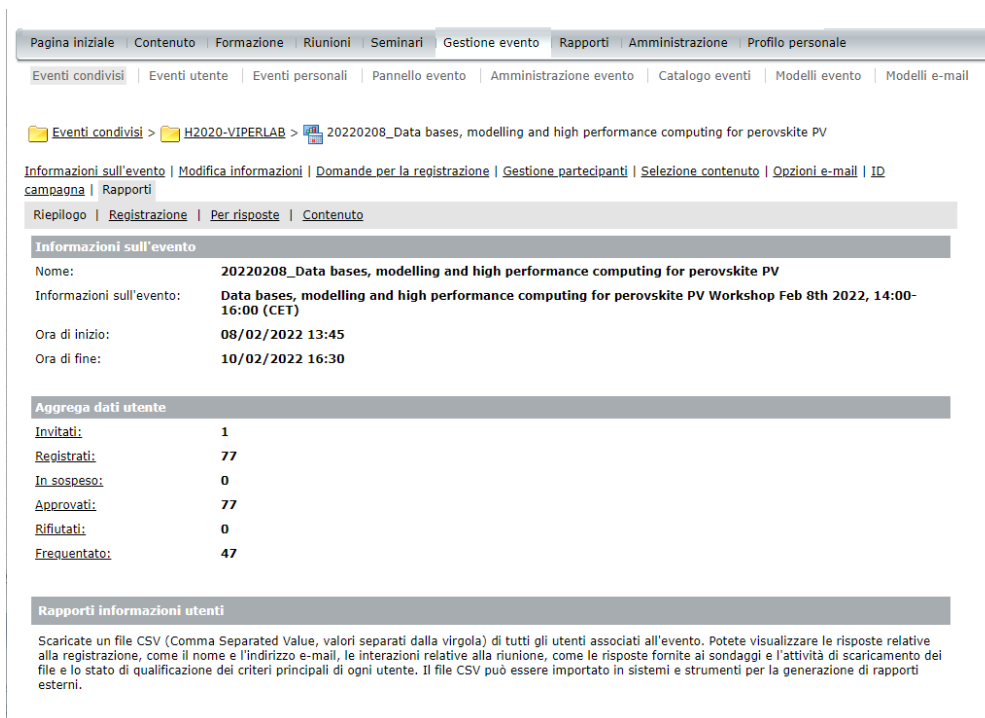 Pagina iniziale | Contenuto | Formazione | Riunioni | Seminari | Gestione evento | Rapporti | Amministrazione | Profilo personale
Eventi condivisi | Eventi utente | Eventi personali | Pannello evento | Amministrazione evento | Catalogo eventi | Modelli evento | Modelli e-mail
Eventi condivisi > H2020-VIPERLAB > 20220208_Data bases, modelling and high performance computing for perovskite PV
Informazioni sull'evento | Modifica informazioni | Domande per la registrazione | Gestione partecipanti | Selezione contenuto | Opzioni e-mail | ID
campagna | Rapporti
Riepilogo | Registrazione | Per risposte | Contenuto
Informazioni sull'evento
Nome: 20220208_Data bases, modelling and high performance computing for perovskite PV
Informazioni sull'evento: Data bases, modelling and high performance computing for perovskite PV Workshop Feb 8th 2022, 14:00-
16:00 (CET)
Ora di inizio: 08/02/2022 13:45
Ora di fine: 10/02/2022 16:30
Aggrega dati utente
Invitati: 1
Registrati: 77
In sospeso: 0
Approvati: 77
Rifiutati: 0
Frequentato: 47
Rapporti informazioni utenti
Scaricate un file CSV (Comma Separated Value, valori separati dalla virgola) di tutti gli utenti associati all'evento. Potete visualizzare le risposte relative
alla registrazione, come il nome e l'indirizzo e-mail, le interazioni relative alla riunione, come le risposte fornite ai sondaggi e l'attività di scaricamento dei
file e lo stato di qualificazione dei criteri principali di ogni utente. Il file CSV può essere importato in sistemi e strumenti per la generazione di rapporti
esterni.